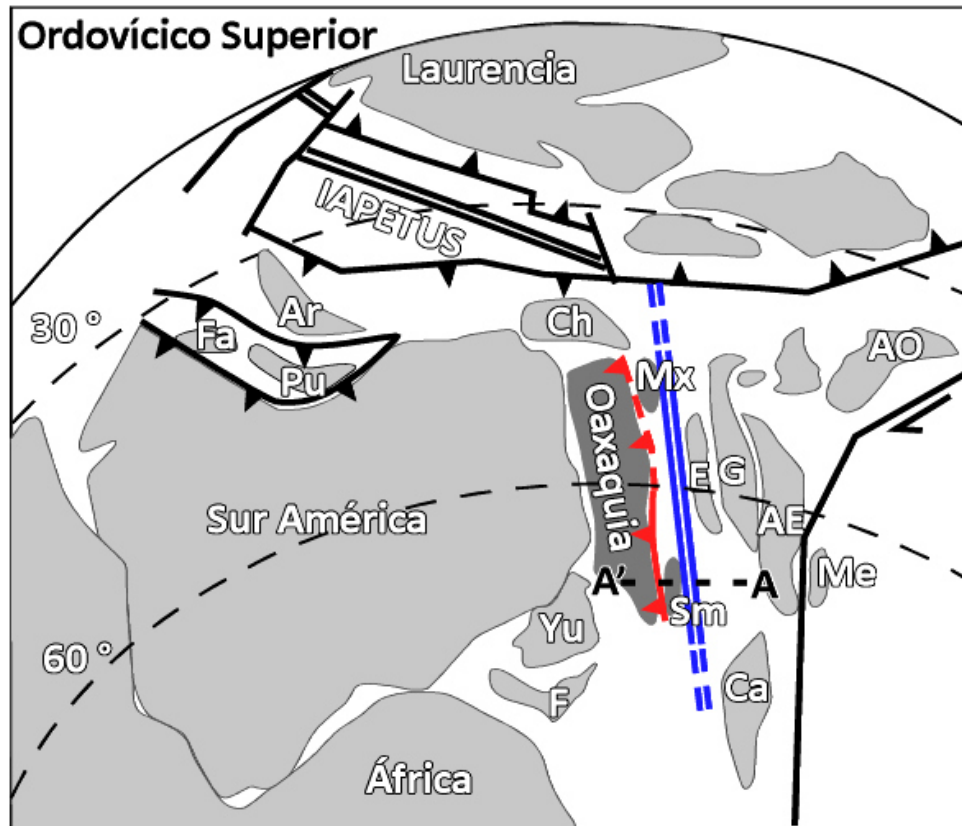 Ordovícico Superior
Laurencia
IAPETUS
30 °
Ar
Fa
Pu
Ch
Mx
AO
Oaxaquia
E
G
Sur América
AE
A'
A
Me
Sm
Yu
60 °
F
Ca
África